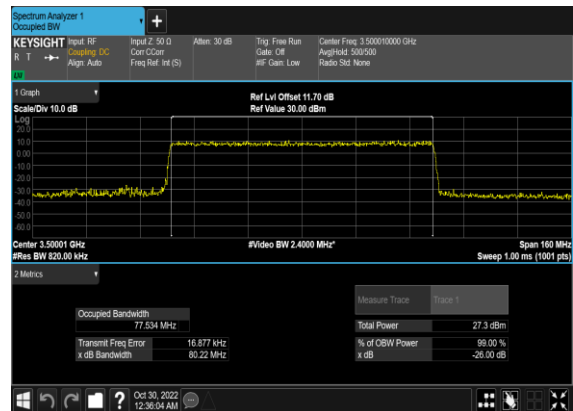 Spectrum Analyzer 1
Occupied BW
+
KEYSIGHT Input: RF Input Z: 50 Ω Atten: 30 dB Trig: Free Run Center Freq: 3.500010000 GHz
R T Coupling: DC Corr CCorr Gate: Off Avg|Hold: 500/500
Align: Auto Freq Ref: Int (S) #IF Gain: Low Radio Std: None
1 Graph
Ref Lvl Offset 11.70 dB
Scale/Div 10.0 dB Ref Value 30.00 dBm
Log
20.0
10.0
0.00
-10.0
-20.0
-30.0
-40.0
-50.0
-60.0
Center 3.50001 GHz #Video BW 2.4000 MHz* Span 160 MHz
#Res BW 820.00 kHz Sweep 1.00 ms (1001 pts)
2 Metrics
Measure Trace Trace 1
Occupied Bandwidth
77.534 MHz Total Power 27.3 dBm
Transmit Freq Error 16.877 kHz % of OBW Power 99.00 %
x dB Bandwidth 80.22 MHz x dB -26.00 dB
? Oct 30, 2022
12:36:04 AM